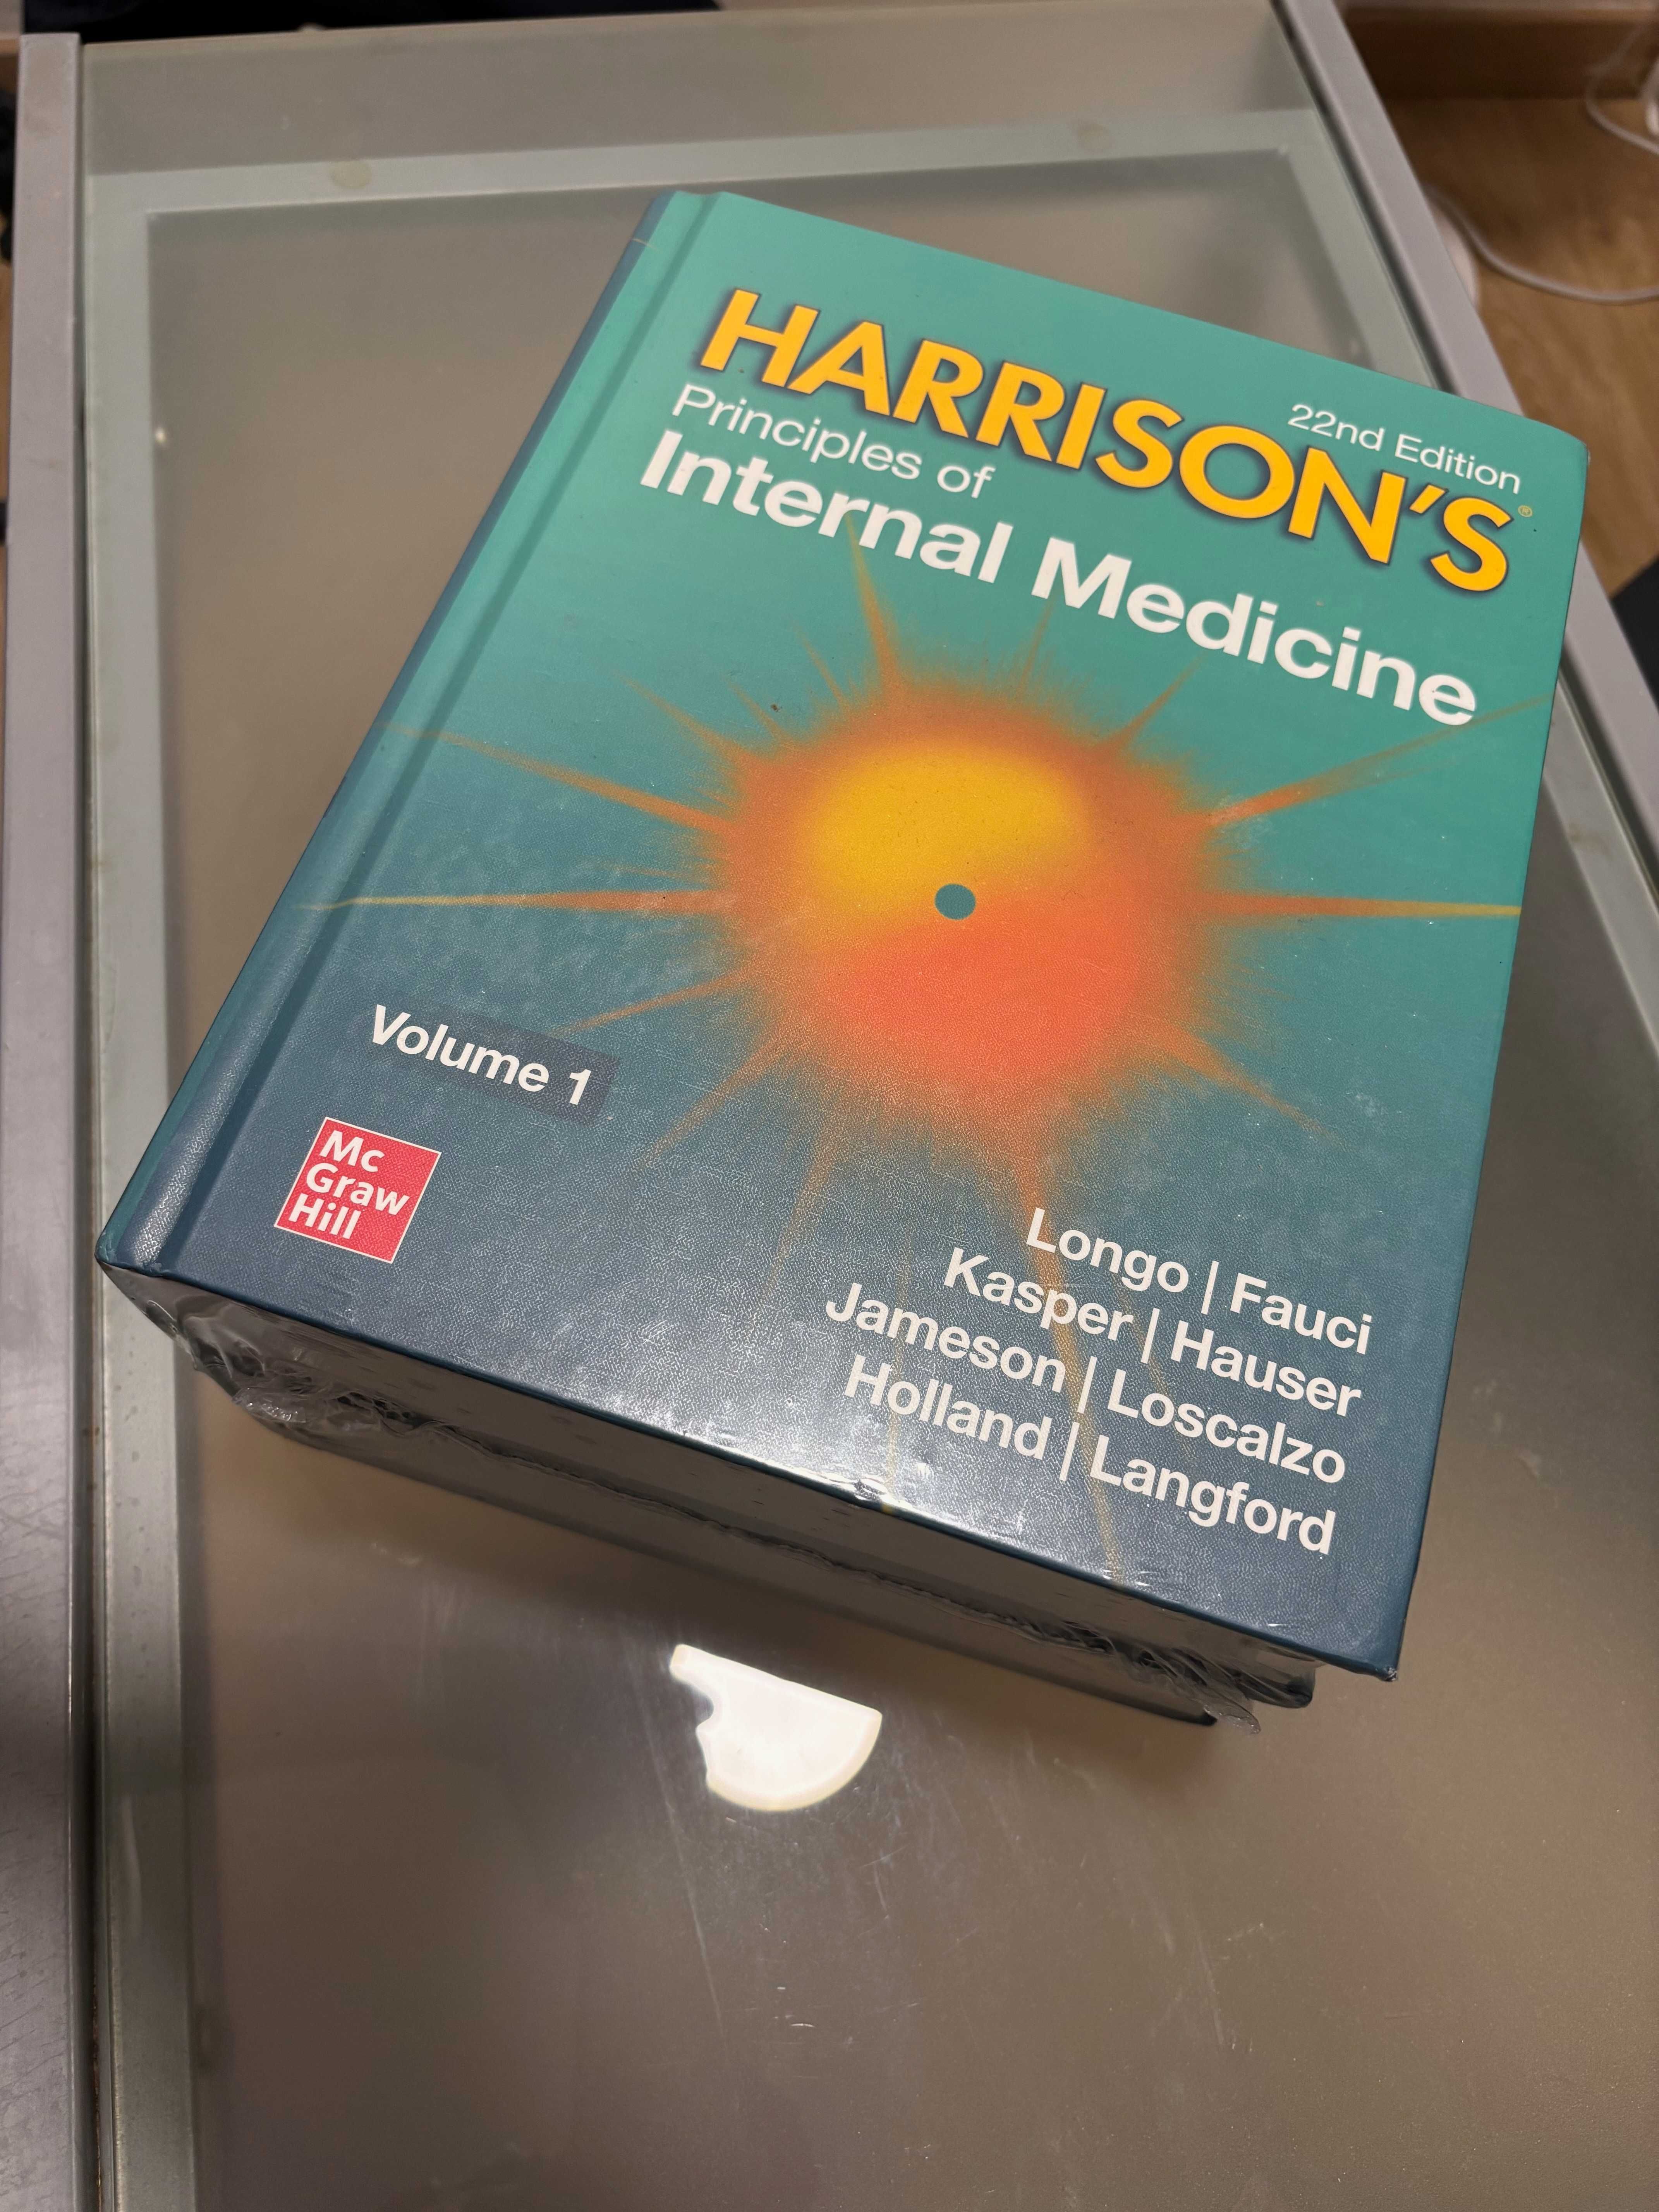 22nd Edition
HARRISON'S®
Principles of
Internal Medicine
Volume 1
Mc
Graw
Hill
Longo | Fauci
Kasper | Hauser
Jameson | Loscalzo
Holland | Langford